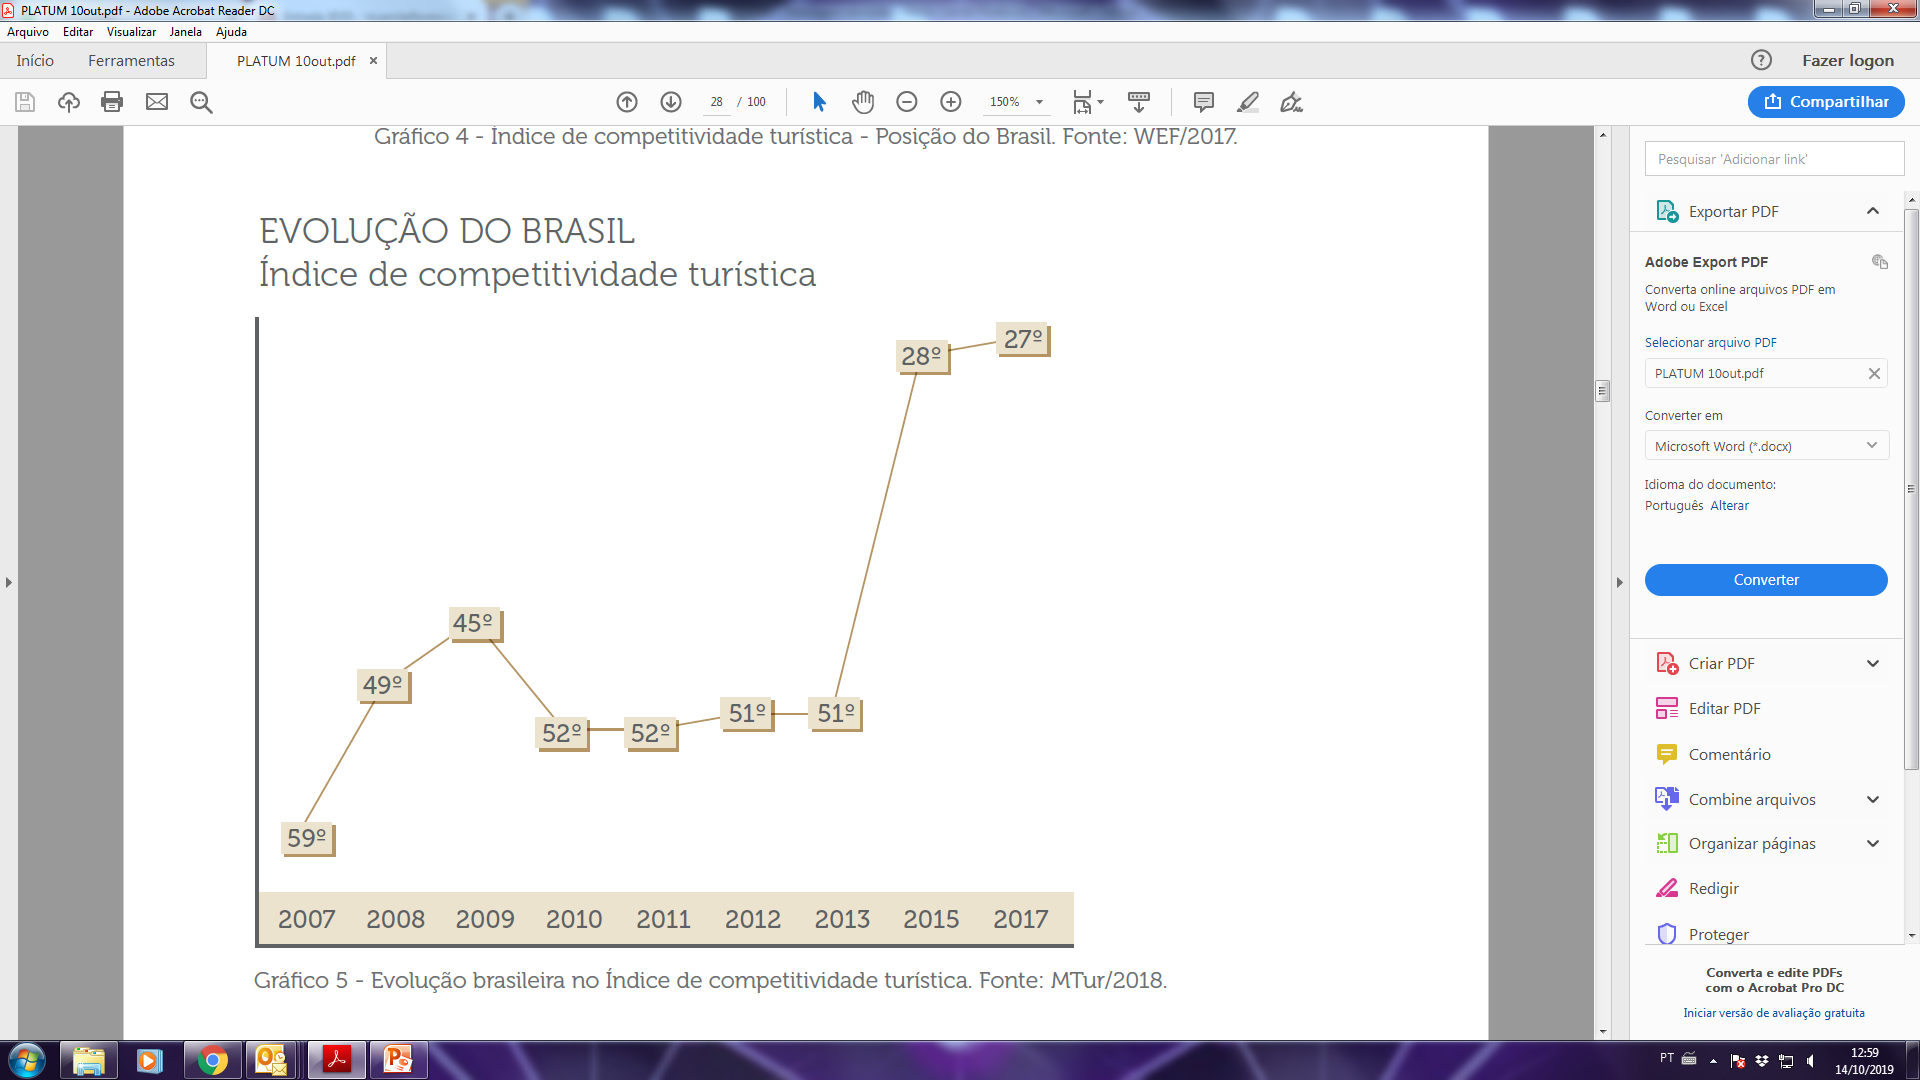 PLATUM 10out.pdf - Adobe Acrobat Reader DC
Arquivo Editar Visualizar Janela Ajuda
Início Ferramentas PLATUM 10out.pdf Fazer logon
28 / 100 150% Compartilhar
Gráfico 4 - Índice de competitividade turística - Posição do Brasil. Fonte: WEF/2017.
EVOLUÇÃO DO BRASIL
Índice de competitividade turística
27º
28º
45º
49º
51º 51º
52º 52º
59º
2007 2008 2009 2010 2011 2012 2013 2015 2017
Gráfico 5 - Evolução brasileira no Índice de competitividade turística. Fonte: MTur/2018.
Pesquisar 'Adicionar link'
Exportar PDF
Adobe Export PDF
Converta online arquivos PDF em
Word ou Excel
Selecionar arquivo PDF
PLATUM 10out.pdf
Converter em
Microsoft Word (*.docx)
Idioma do documento:
Português Alterar
Converter
Criar PDF
Editar PDF
Comentário
Combine arquivos
Organizar páginas
Redigir
Proteger
Converta e edite PDFs
com o Acrobat Pro DC
Iniciar versão de avaliação gratuita
PT
12:59
14/10/2019